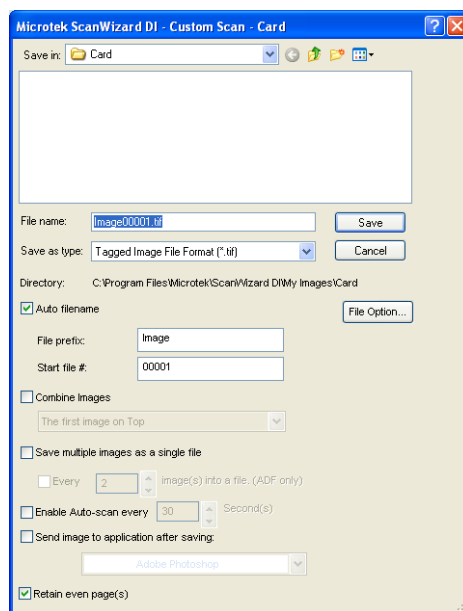 Microtek ScanWizard DI - Custom Scan - Card
Save in: Card
File name: Image00001.tif Save
Save as type: Tagged Image File Format (*.tif) Cancel
Directory: C:\Program Files\Microtek\ScanWizard DI\My Images\Card
Auto filename File Option...
File prefix: Image
Start file #: 00001
Combine Images
The first image on Top
Save multiple images as a single file
Every 2 image(s) into a file. (ADF only)
Enable Auto-scan every 30 Second(s)
Send image to application after saving:
Adobe Photoshop
Retain even page(s)